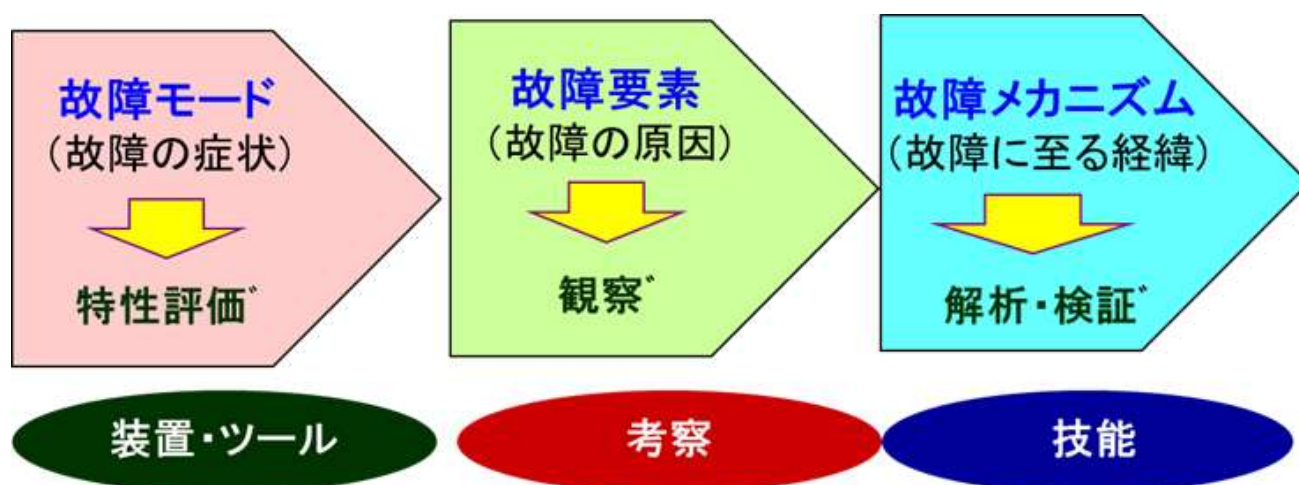 故障モード
(故障の症状)
特性評価゛
故障要素
(故障の原因)
観察゛
故障メカニズム
(故障に至る経緯)
解析・検証゛
装置・ツール
考察
技能